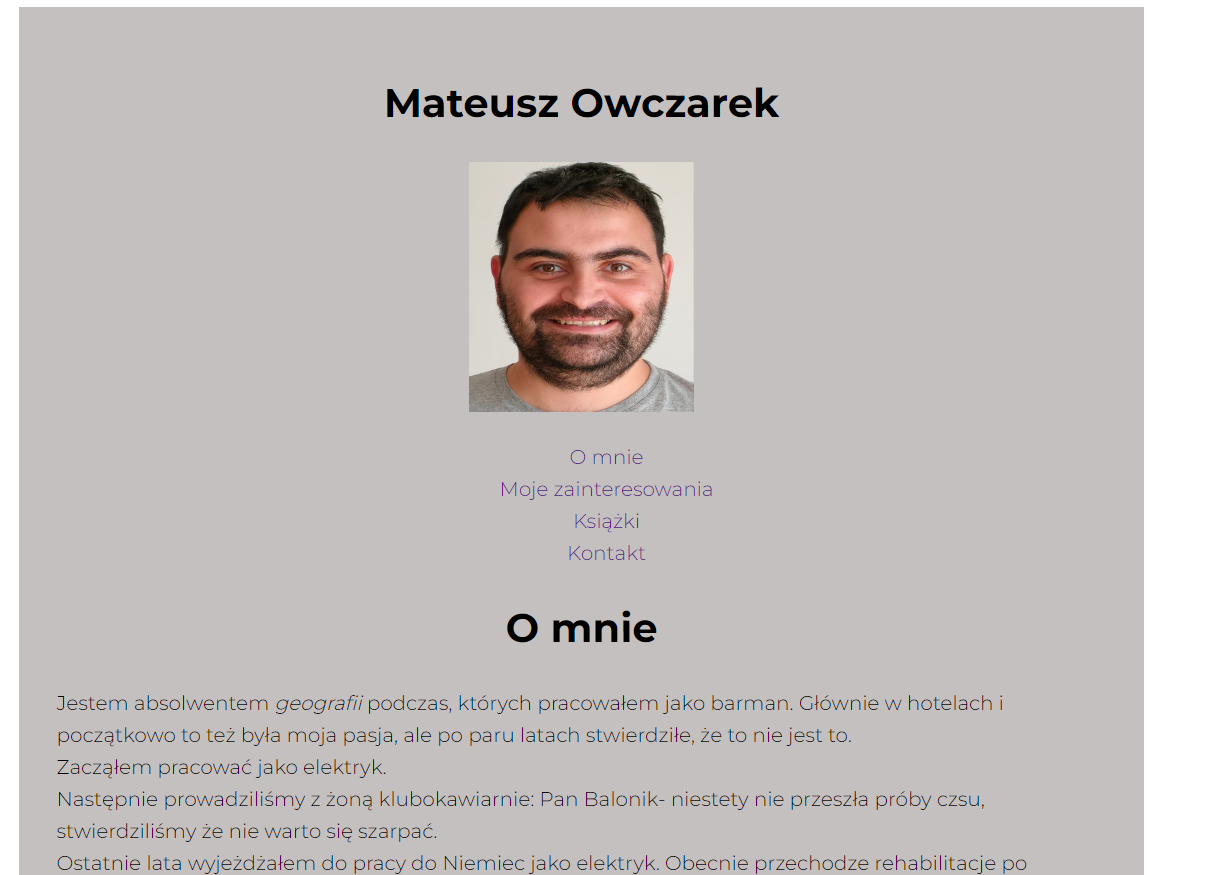 Mateusz Owczarek
O mnie
Moje zainteresowania
Książki
Kontakt
O mnie
Jestem absolwentem geografii podczas, których pracowałem jako barman. Głównie w hotelach i
początkowo to też była moja pasja, ale po paru latach stwierdziłe, że to nie jest to.
Zacząłem pracować jako elektryk.
Następnie prowadziliśmy z żoną klubokawiarnie: Pan Balonik- niestety nie przeszła próby czsu,
stwierdziliśmy że nie warto się szarpać.
Ostatnie lata wyjeżdżałem do pracy do Niemiec jako elektryk. Obecnie przechodze rehabilitacje po